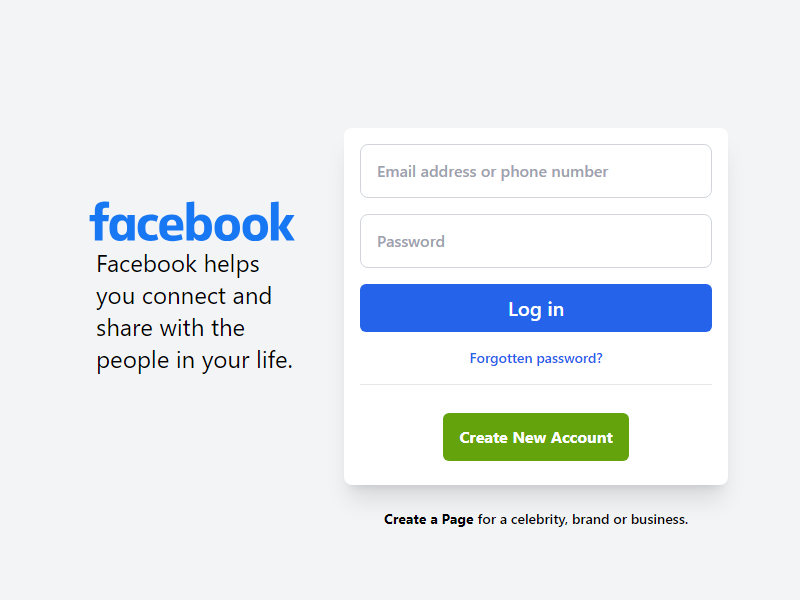 facebook
Facebook helps
you connect and
share with the
people in your life.
Email address or phone number
Password
Log in
Forgotten password?
Create New Account
Create a Page for a celebrity, brand or business.